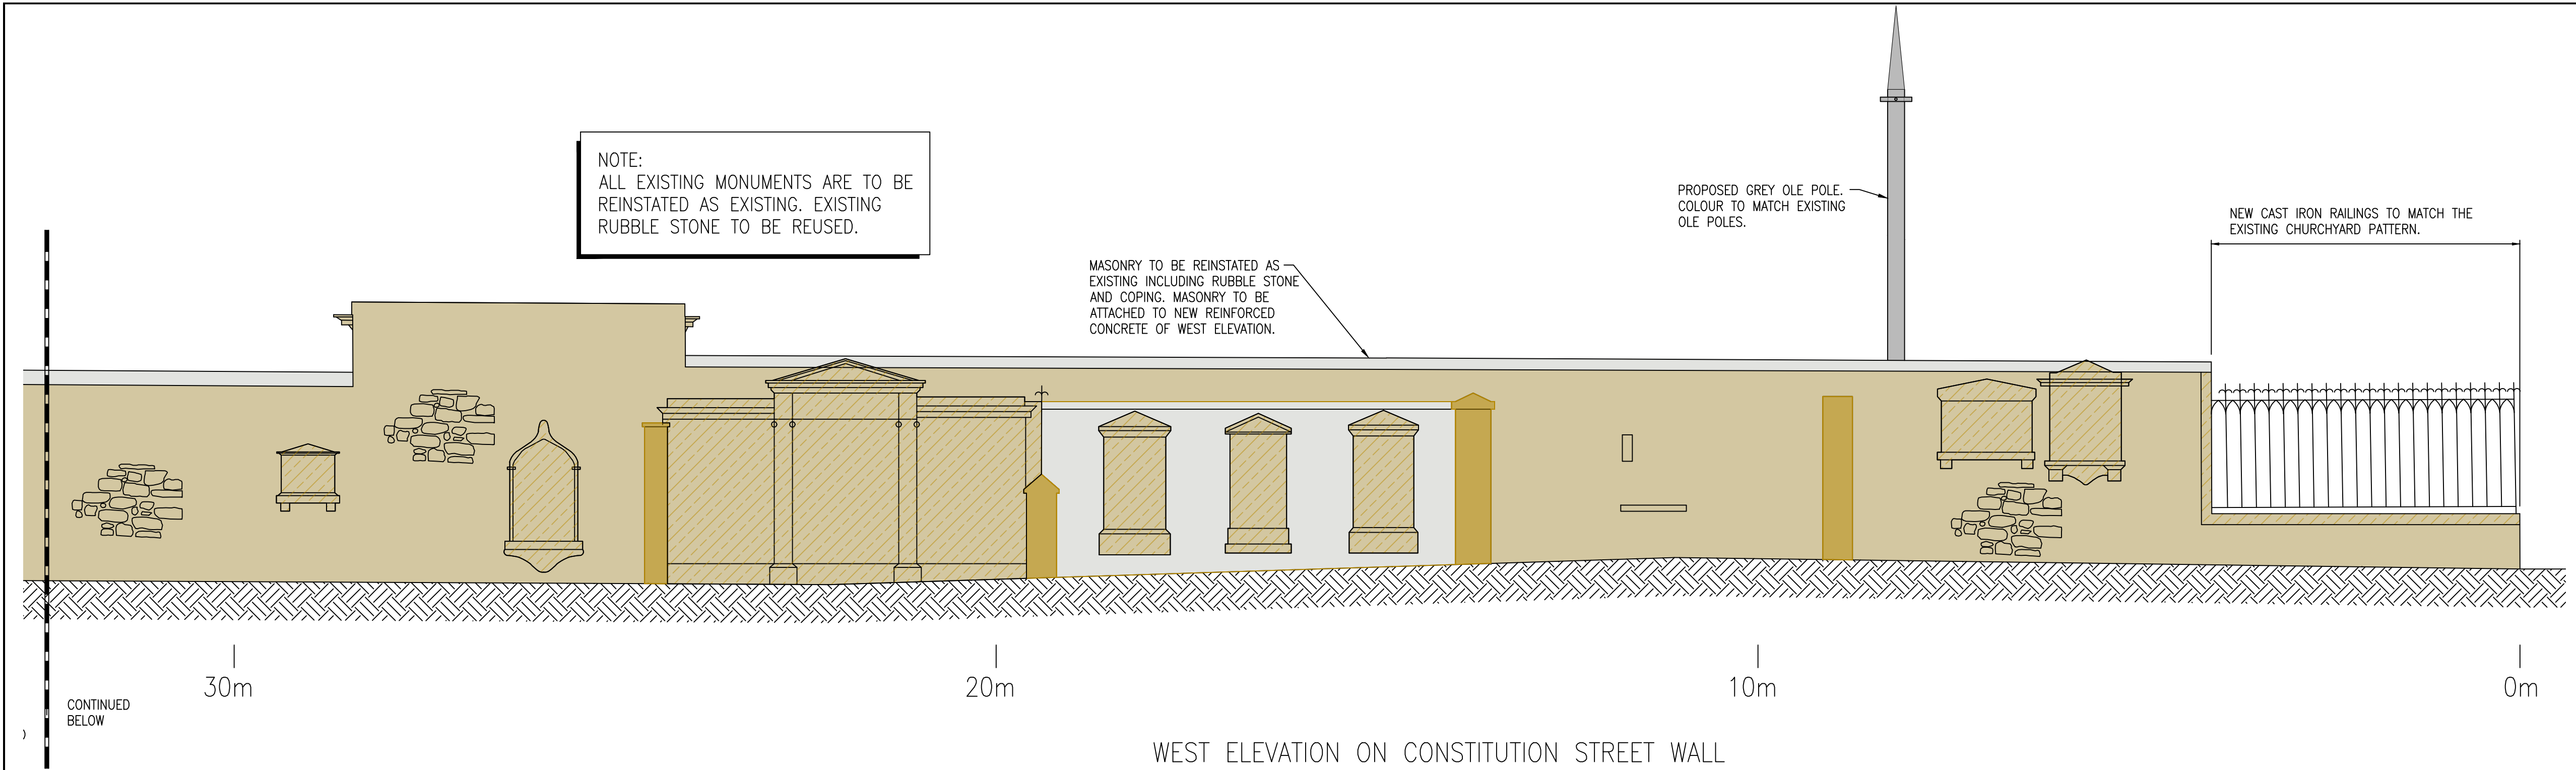 NOTE:
ALL EXISTING MONUMENTS ARE TO BE
REINSTATED AS EXISTING. EXISTING
RUBBLE STONE TO BE REUSED.
MASONRY TO BE REINSTATED AS
EXISTING INCLUDING RUBBLE STONE
AND COPING. MASONRY TO BE
ATTACHED TO NEW REINFORCED
CONCRETE OF WEST ELEVATION.
PROPOSED GREY OLE POLE.
COLOUR TO MATCH EXISTING
OLE POLES.
NEW CAST IRON RAILINGS TO MATCH THE
EXISTING CHURCHYARD PATTERN.
30m
20m
10m
0m
CONTINUED
BELOW
WEST ELEVATION ON CONSTITUTION STREET WALL